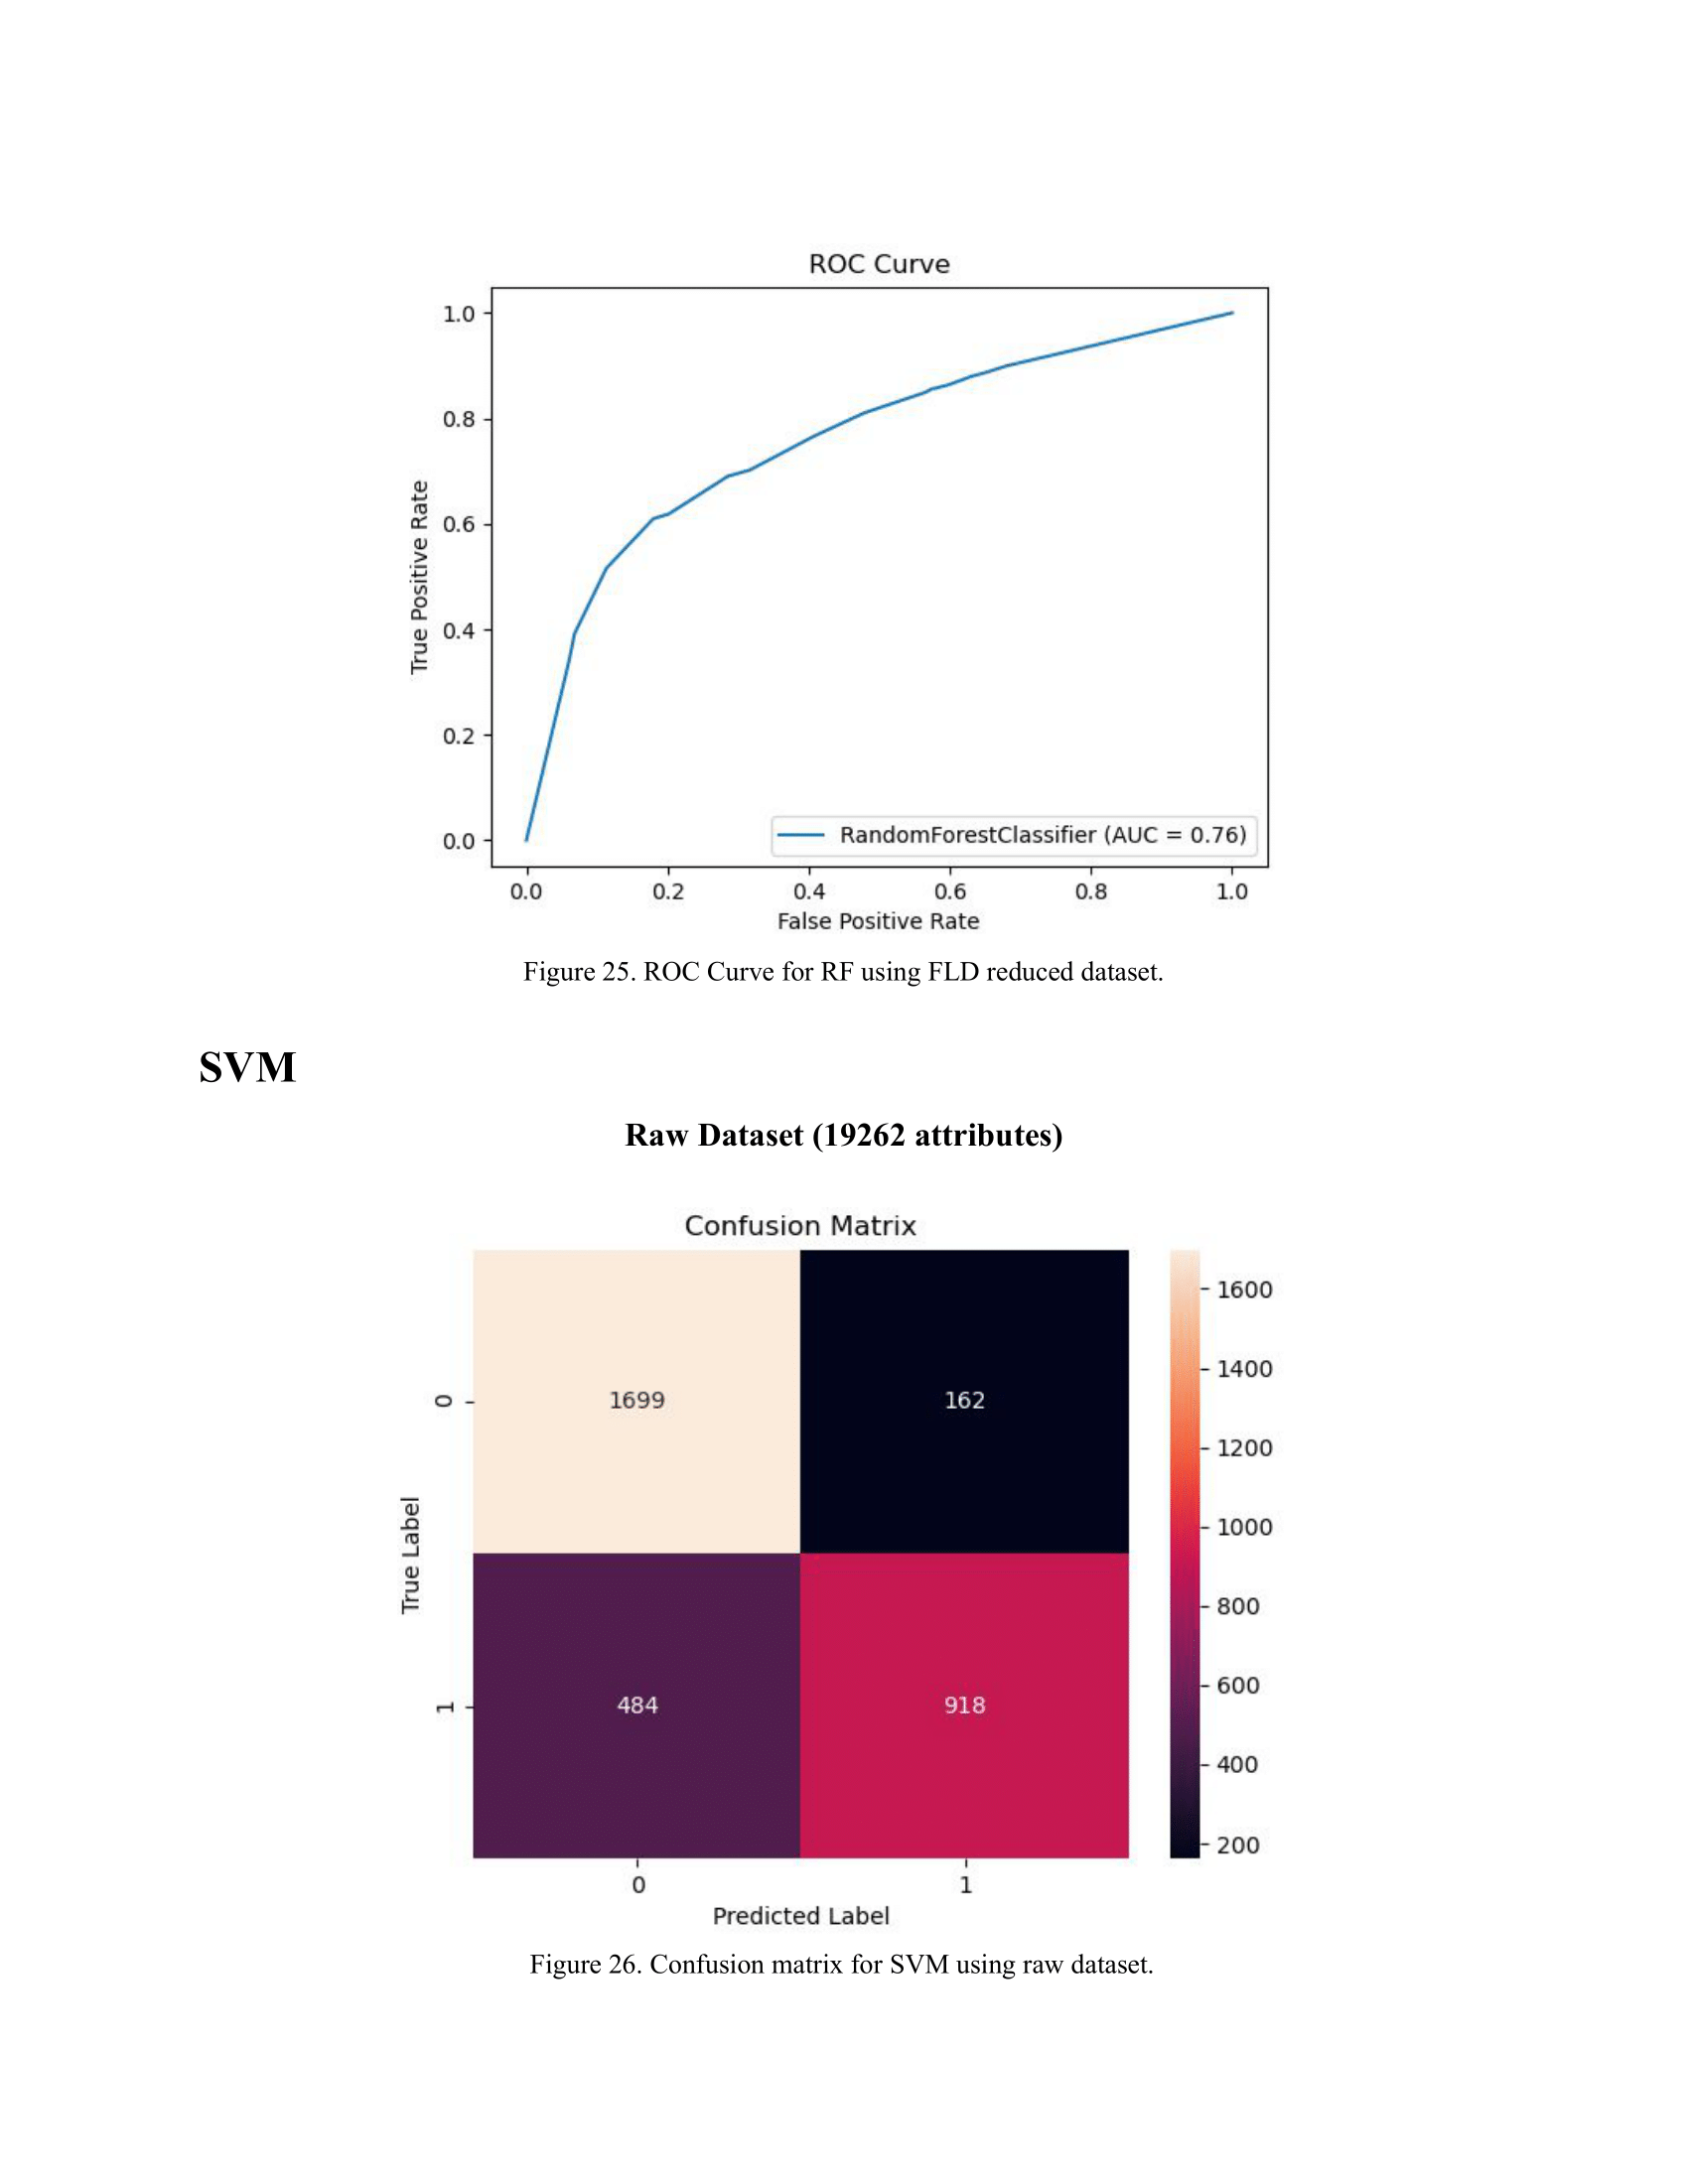 ROC Curve
1.0
0.8
0.6
0.4
0.2
0.0
True Positive Rate
RandomForestClassifier (AUC = 0.76)
0.0 0.2 0.4 0.6 0.8 1.0
False Positive Rate
Figure 25. ROC Curve for RF using FLD reduced dataset.
SVM
Raw Dataset (19262 attributes)
Confusion Matrix
True Label
0
1
1699 162
484 918
0 1
Predicted Label
1600
1400
1200
1000
800
600
400
200
Figure 26. Confusion matrix for SVM using raw dataset.